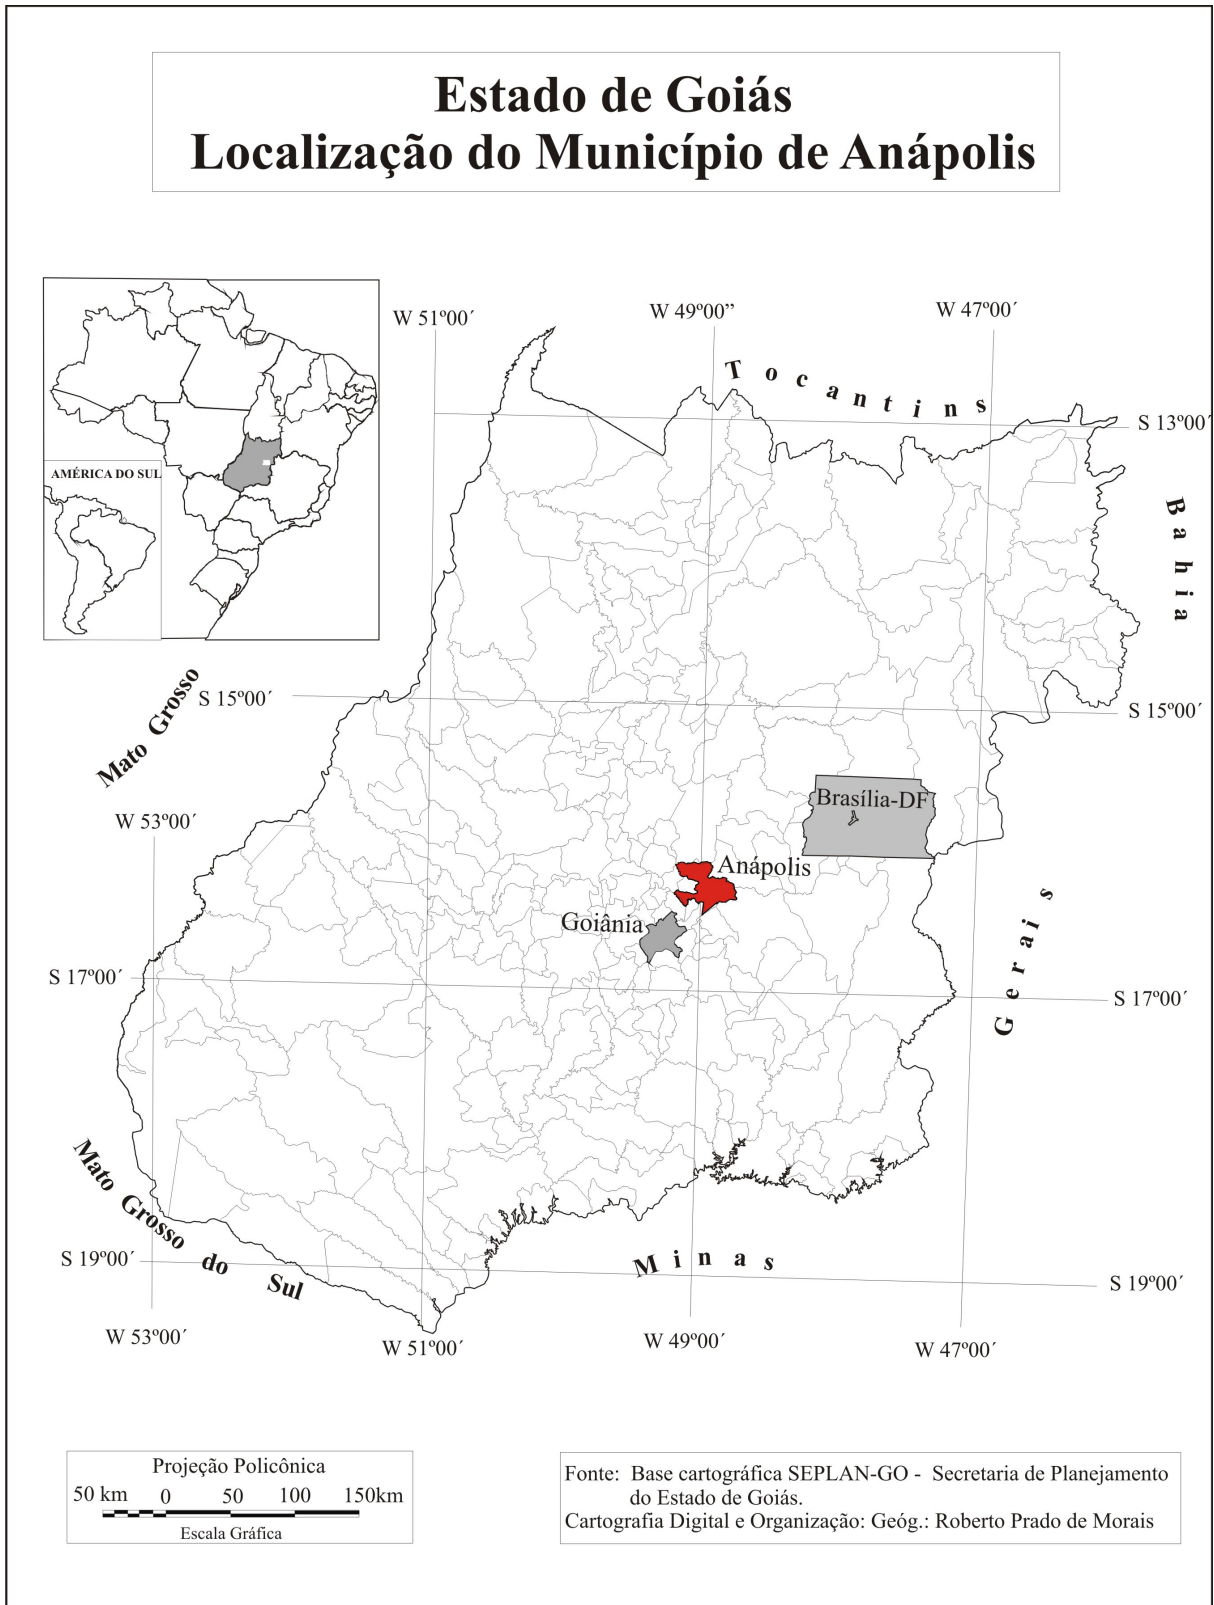 Estado de Goiás
Localização do Município de Anápolis
W 51º00´
W 49º00”
W 47º00´
Tocantins
S 13º00´
AMÉRICA DO SUL
Bahia
Mato Grosso
S 15º00´
S 15º00´
W 53º00´
Brasília-DF
Anápolis
Goiânia
Gerais
S 17º00´
S 17º00´
Mato Grosso do Sul
Minas
S 19º00´
S 19º00´
W 53º00´
W 51º00´
W 49º00´
W 47º00´
Projeção Policônica
50 km 0 50 100 150km
Escala Gráfica
Fonte: Base cartográfica SEPLAN-GO - Secretaria de Planejamento
do Estado de Goiás.
Cartografia Digital e Organização: Geóg.: Roberto Prado de Morais